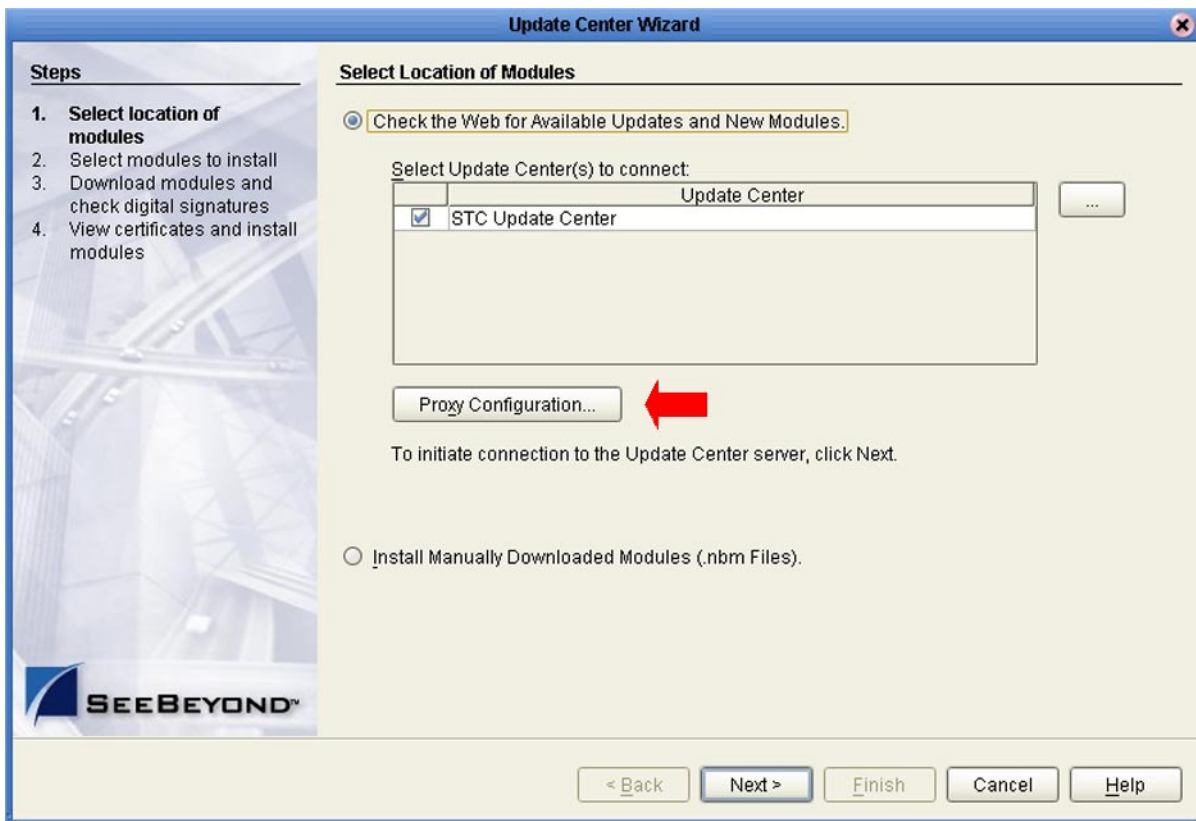 Update Center Wizard
Steps
1. Select location of
modules
2. Select modules to install
3. Download modules and
check digital signatures
4. View certificates and install
modules
SEEBEYOND™
Select Location of Modules
Check the Web for Available Updates and New Modules.
Select Update Center(s) to connect:
Update Center
STC Update Center
...
Proxy Configuration...
To initiate connection to the Update Center server, click Next.
Install Manually Downloaded Modules (.nbm Files).
< Back
Next >
Finish
Cancel
Help